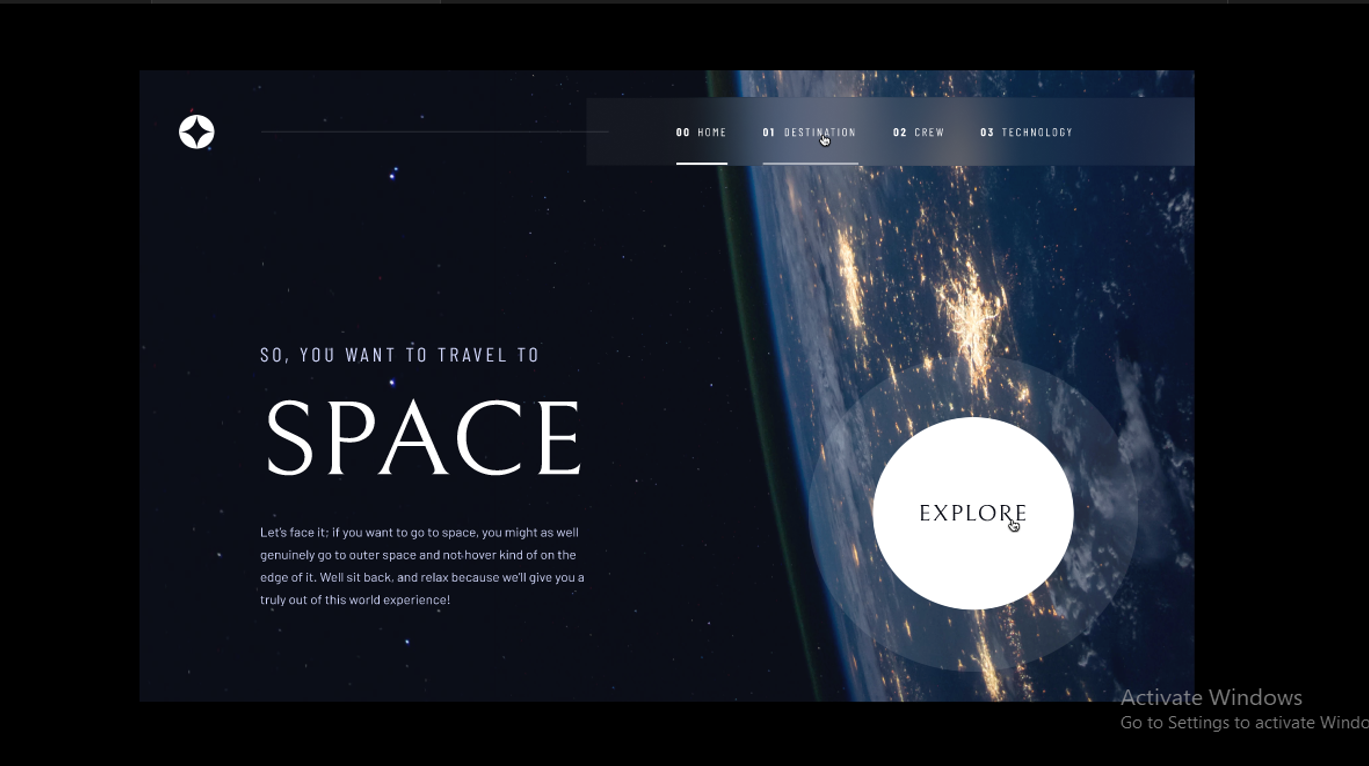 00 HOME 01 DESTINATION 02 CREW 03 TECHNOLOGY
SO, YOU WANT TO TRAVEL TO
SPACE
Let's face it; if you want to go to space, you might as well
genuinely go to outer space and not hover kind of on the
edge of it. Well sit back, and relax because we'll give you a
truly out of this world experience!
EXPLORE
Activate Windows
Go to Settings to activate Windo